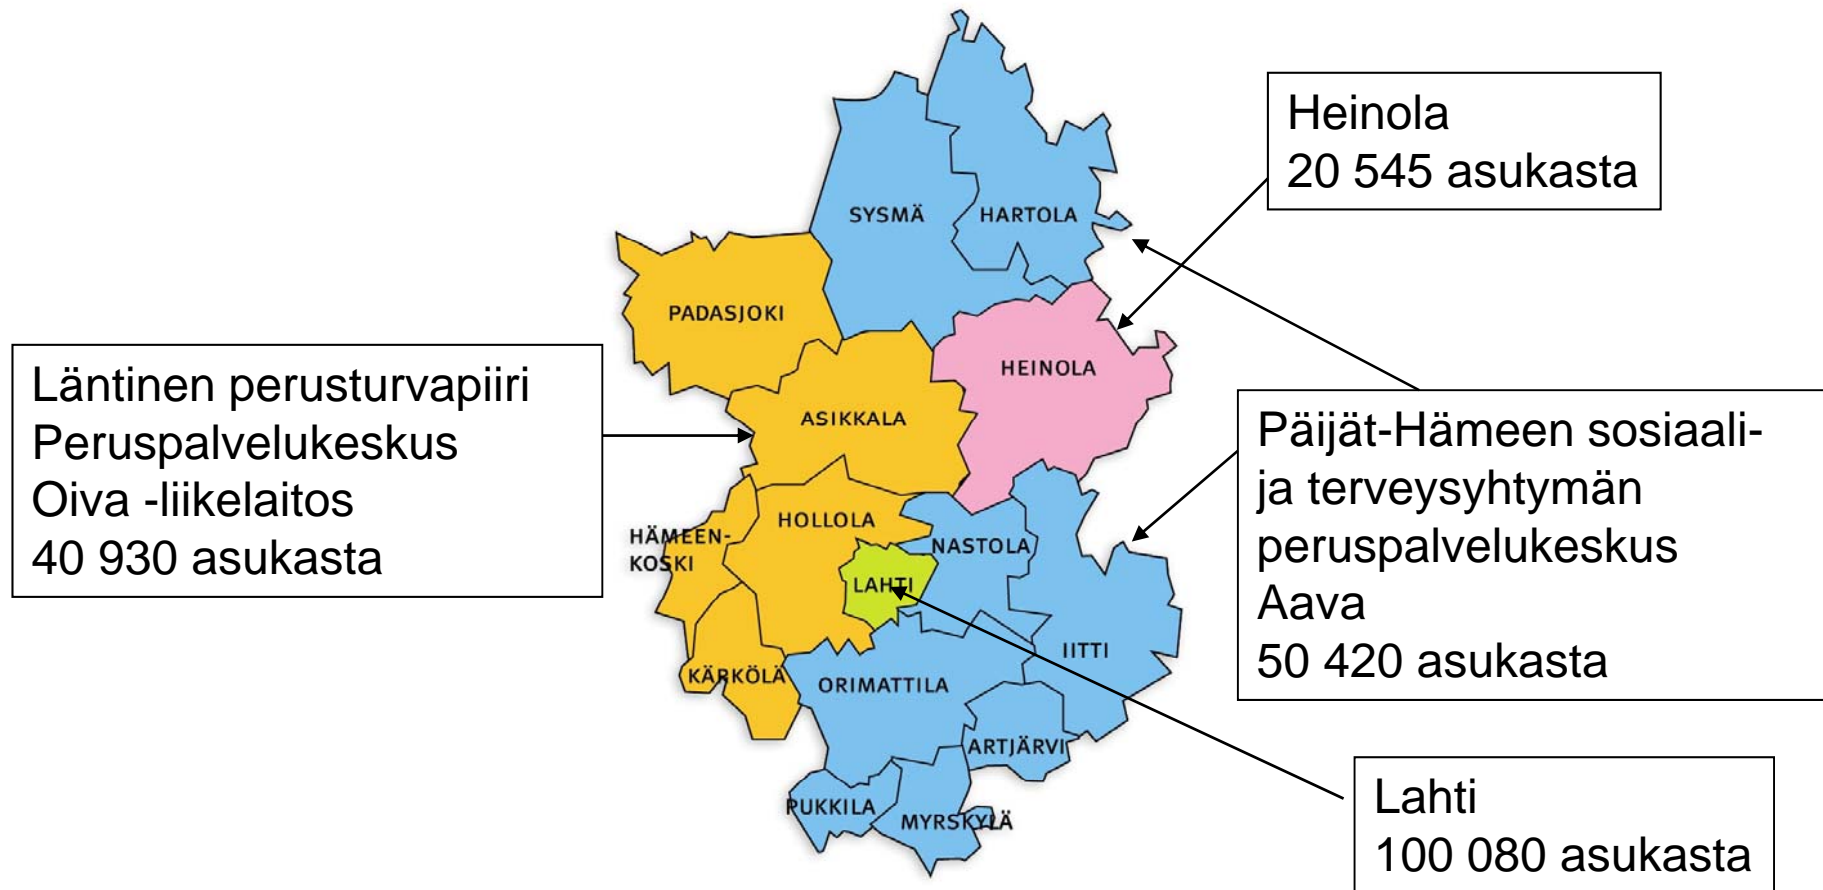 Heinola
20 545 asukasta
SYSMÄ
HARTOLA
PADASJOKI
HEINOLA
Läntinen perusturvapiiri
Peruspalvelukeskus
Oiva -liikelaitos
40 930 asukasta
ASIKKALA
Päijät-Hämeen sosiaali-
ja terveysyhtymän
peruspalvelukeskus
Aava
50 420 asukasta
HÄMEEN-
KOSKI
HOLLOLA
NASTOLA
LAHTI
IITTI
KÄRKÖLÄ
ORIMATTILA
ARTJÄRVI
PUKKILA
MYRSKYLÄ
Lahti
100 080 asukasta